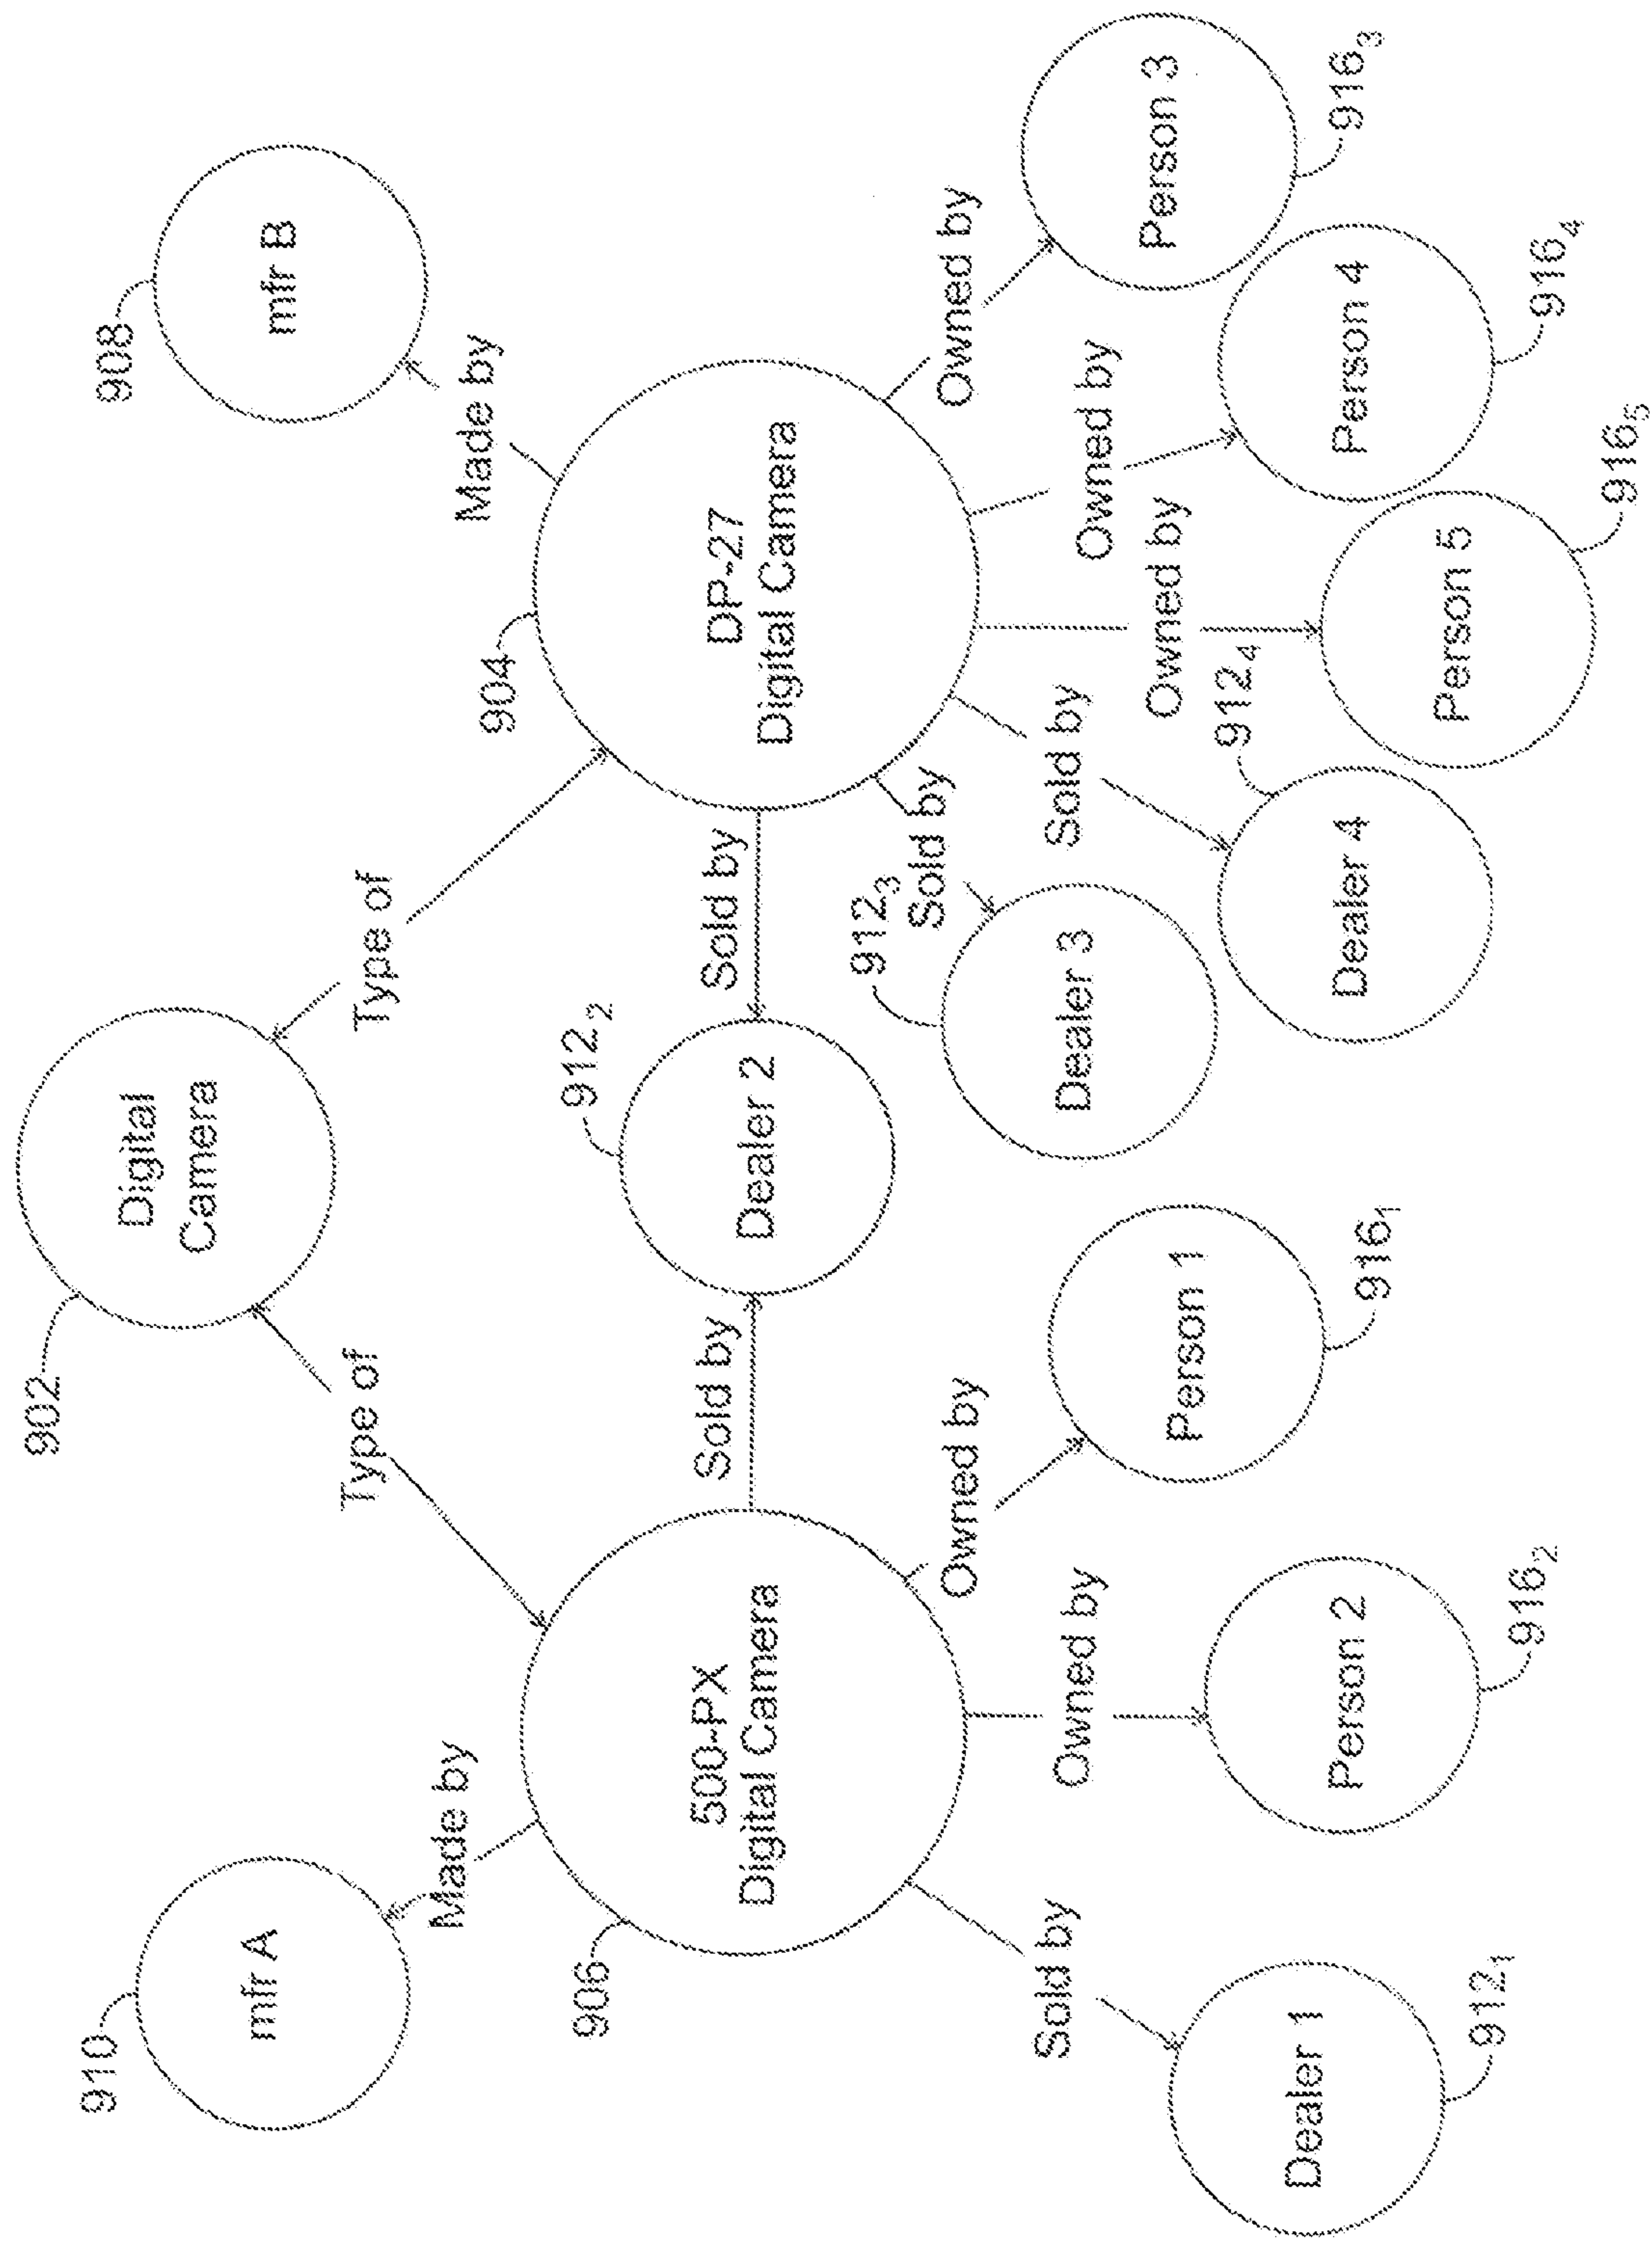 902
Digital
Camera
910
mfr A
908
mfr B
Type of
Type of
Made by
Made by
906
500-PX
Digital Camera
904
DP-27
Digital Camera
Sold by
912₂
Dealer 2
Sold by
Sold by
Dealer 1
912₁
Owned by
Person 2
916₂
Owned by
Person 1
916₁
Sold by
912₃
Dealer 3
Sold by
912₄
Dealer 4
Owned by
Person 5
916₅
Owned by
Person 4
916₄
Owned by
Person 3
916₃